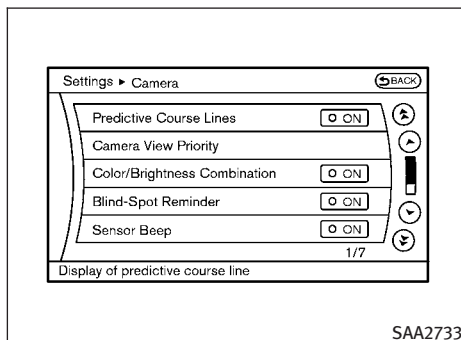 Settings ► Camera BACK
Predictive Course Lines ON
Camera View Priority
Color/Brightness Combination ON
Blind-Spot Reminder ON
Sensor Beep ON
1/7
Display of predictive course line
SAA2733